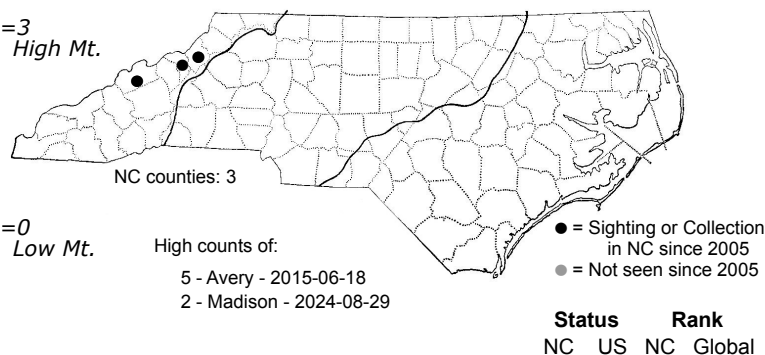 =3
High Mt.
NC counties: 3
=0
Low Mt.
High counts of:
5 - Avery - 2015-06-18
2 - Madison - 2024-08-29
● = Sighting or Collection
in NC since 2005
● = Not seen since 2005
Status Rank
NC US NC Global